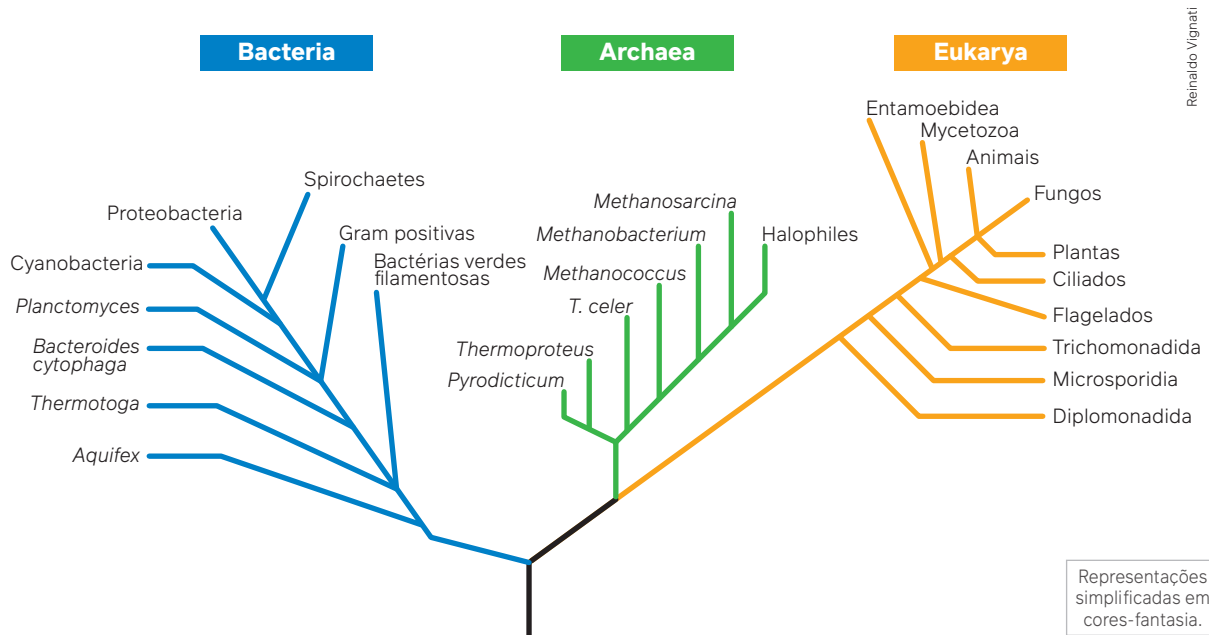 Reinaldo Vignati
Bacteria
Archaea
Eukarya
Spirochaetes
Proteobacteria
Gram positivas
Cyanobacteria
Bactérias verdes
filamentosas
Planctomyces
Bacteroides
cytophaga
Thermotoga
Aquifex
Methanosarcina
Methanobacterium
Halophiles
Methanococcus
T. celer
Thermoproteus
Pyrodicticum
Entamoebidea
Mycetozoa
Animais
Fungos
Plantas
Ciliados
Flagelados
Trichomonadida
Microsporidia
Diplomonadida
Representações
simplificadas em
cores-fantasia.